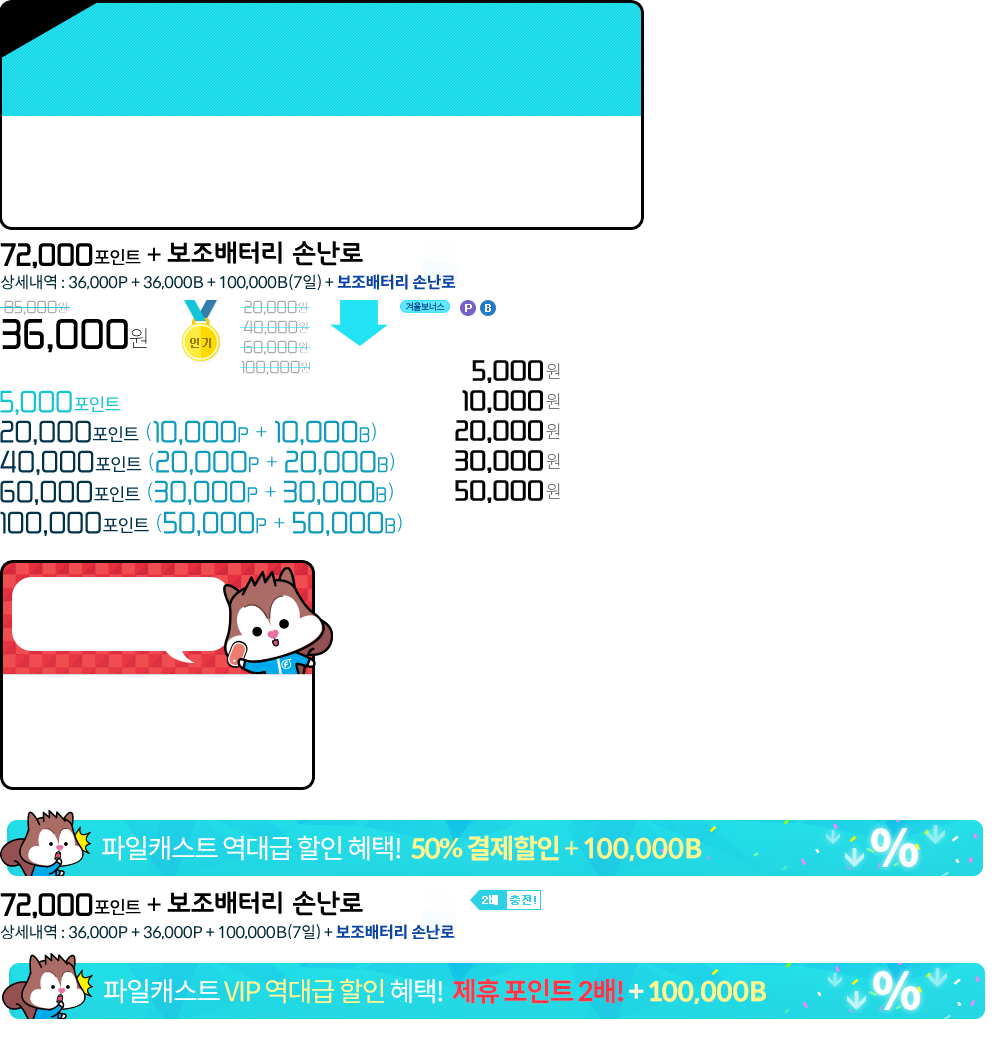 72,000포인트 + 보조배터리 손난로
상세내역 : 36,000P + 36,000B + 100,000B(7일) + 보조배터리 손난로
85,000원
36,000원
인기
20,000원
40,000원
60,000원
100,000원
겨울보너스 P B
5,000원
10,000원
20,000원
30,000원
50,000원
5,000포인트
20,000포인트 (10,000P + 10,000B)
40,000포인트 (20,000P + 20,000B)
60,000포인트 (30,000P + 30,000B)
100,000포인트 (50,000P + 50,000B)
파일캐스트 역대급 할인 혜택! 50% 결제할인 + 100,000B %
72,000포인트 + 보조배터리 손난로
2배 충전!
상세내역 : 36,000P + 36,000P + 100,000B(7일) + 보조배터리 손난로
파일캐스트 VIP 역대급 할인 혜택! 제휴 포인트 2배! + 100,000B %